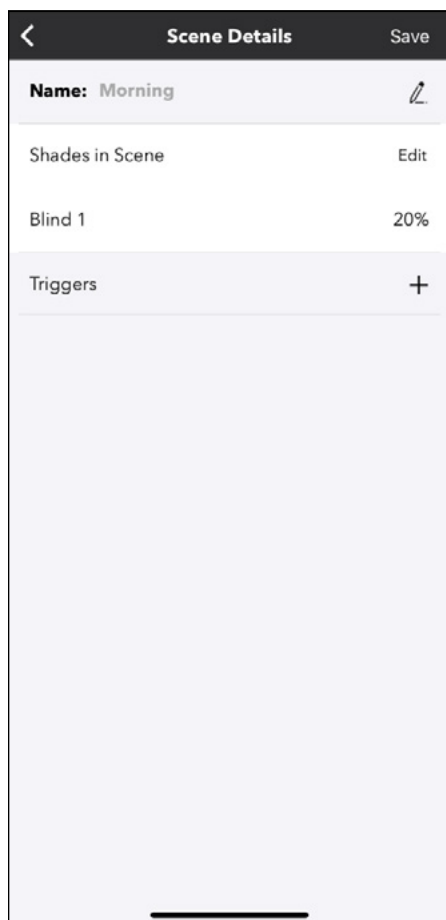 Scene Details Save
Name: Morning
Shades in Scene Edit
Blind 1 20%
Triggers +